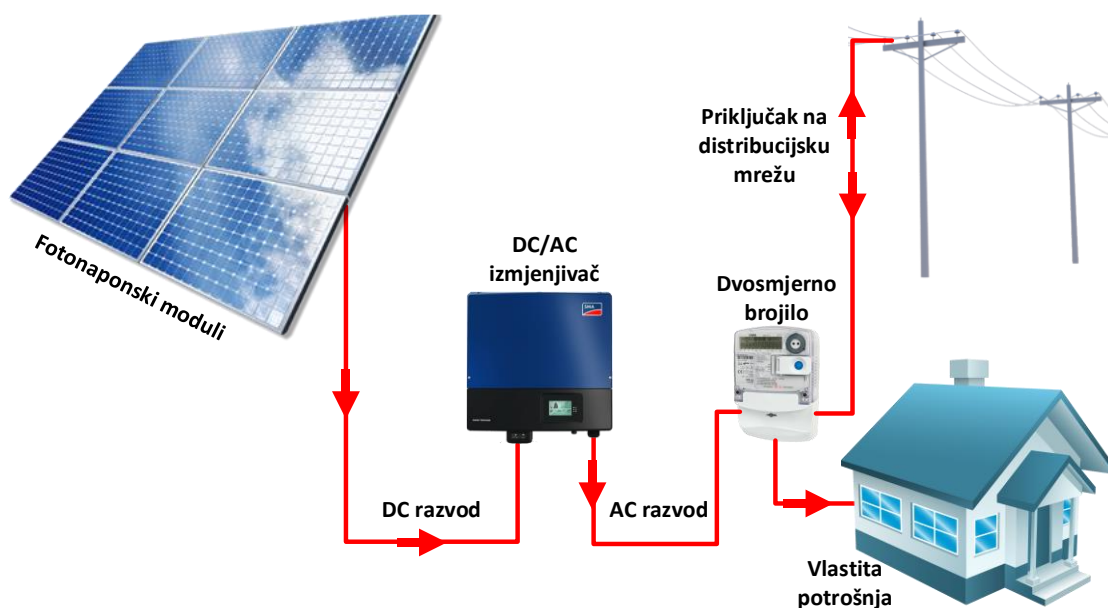 Fotonaponski moduli
DC/AC
izmjenjivač
DC razvod
AC razvod
Dvosmjerno
brojilo
Priključak na
distribucijsku
mrežu
Vlastita
potrošnja